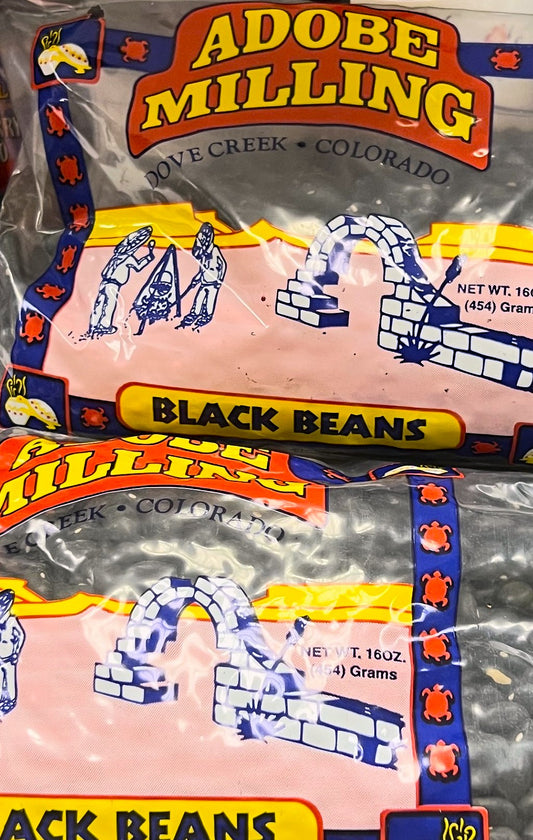 ADOBE
MILLING
DOVE CREEK • COLORADO
NET WT. 16
(454) Gram
BLACK BEANS
ADOBE
MILLING
E CREEK • COLORADO
NET WT. 16OZ.
(454) Grams
ACK BEANS